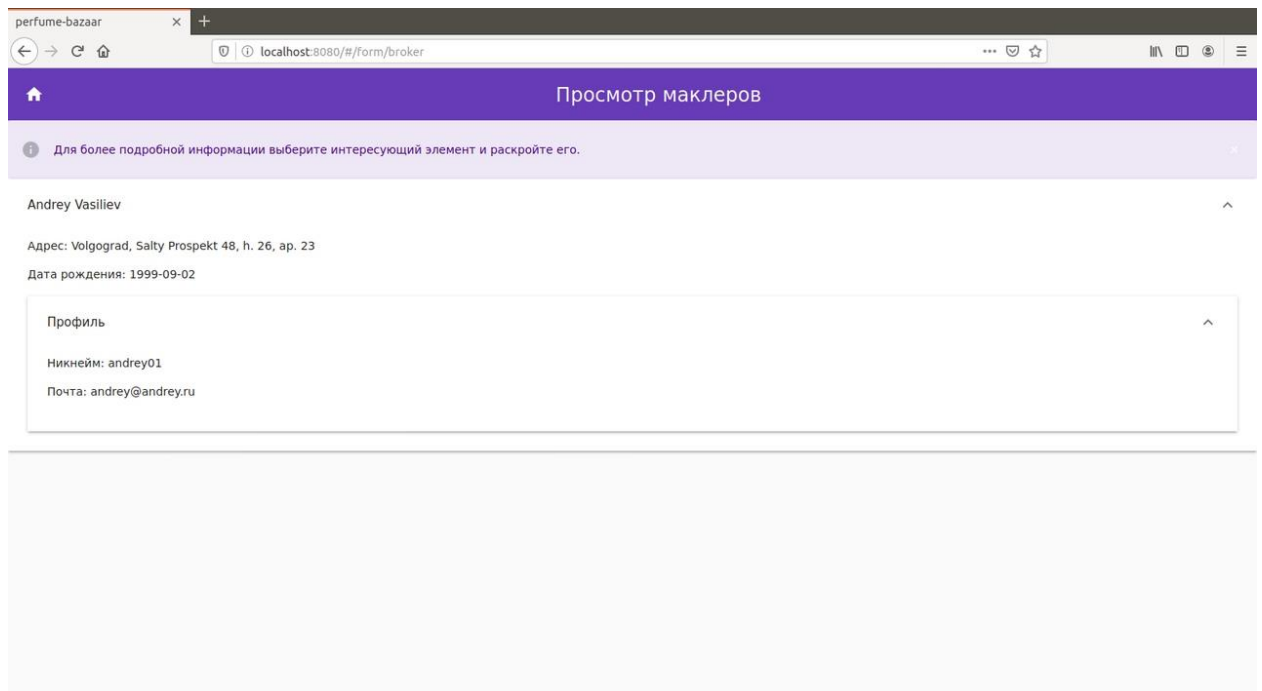 perfume-bazaar
localhost:8080/#/form/broker
Просмотр маклеров
Для более подробной информации выберите интересующий элемент и раскройте его.
Andrey Vasiliev
Адрес: Volgograd, Salty Prospekt 48, h. 26, ap. 23
Дата рождения: 1999-09-02
Профиль
Никнейм: andrey01
Почта: andrey@andrey.ru